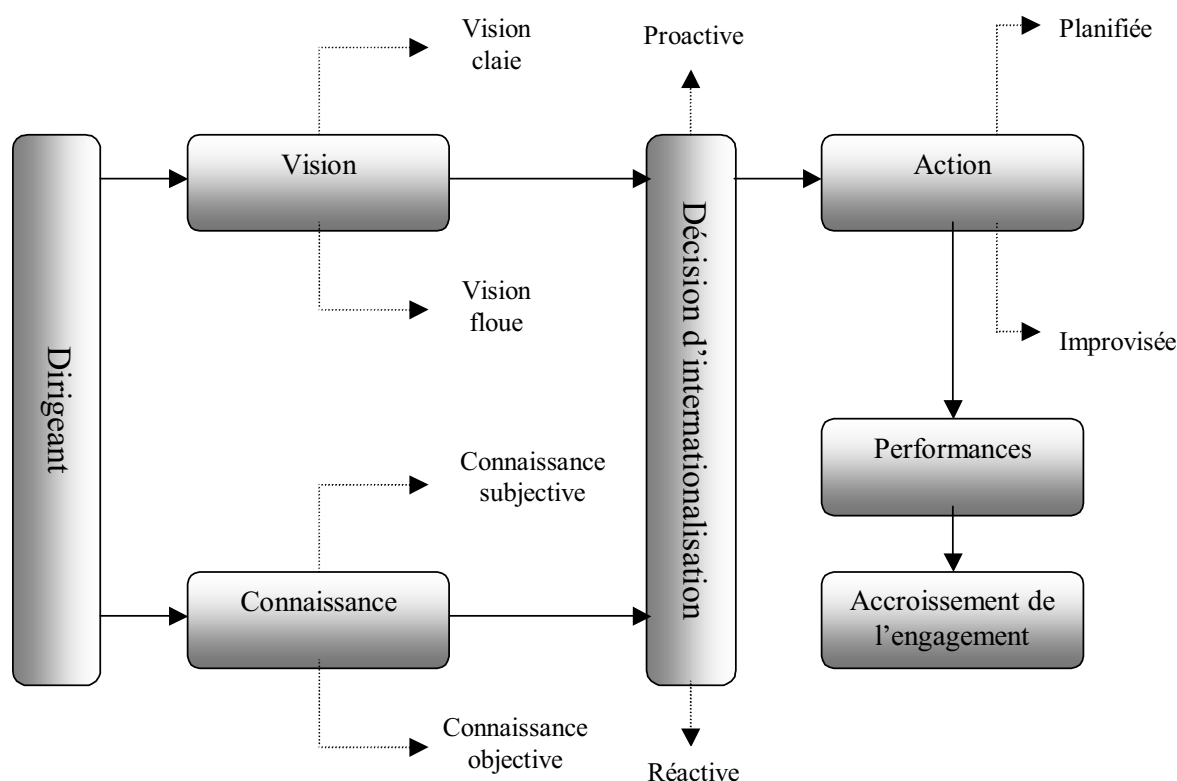 Vision
claie
Proactive
Planifiée
Vision
Action
Dirigeant
Décision d’internationalisation
Vision
floue
Improvisée
Connaissance
subjective
Performances
Connaissance
Accroissement de
l’engagement
Connaissance
objective
Réactive